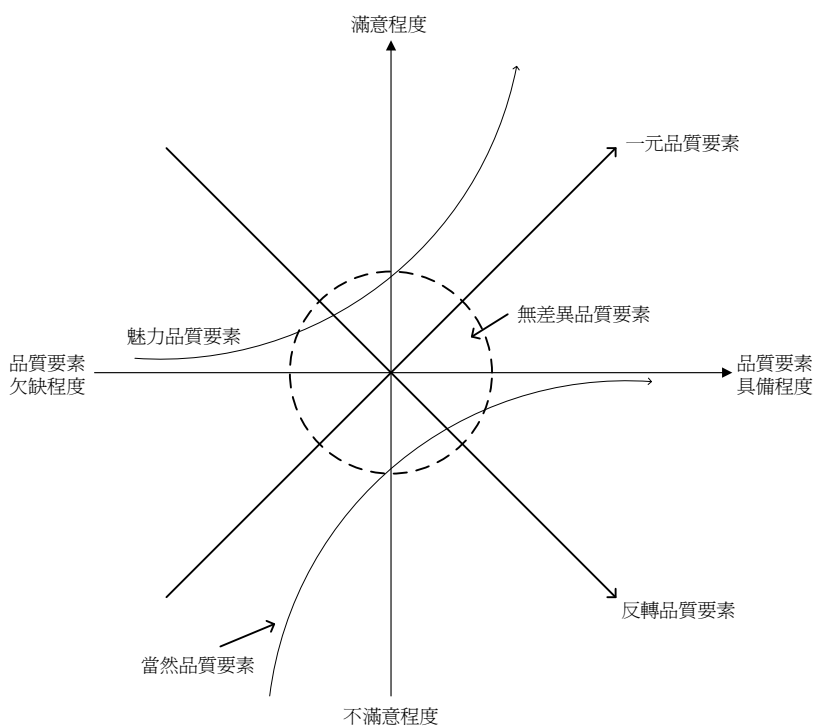 滿意程度
一元品質要素
無差異品質要素
魅力品質要素
品質要素
欠缺程度
品質要素
具備程度
反轉品質要素
當然品質要素
不滿意程度